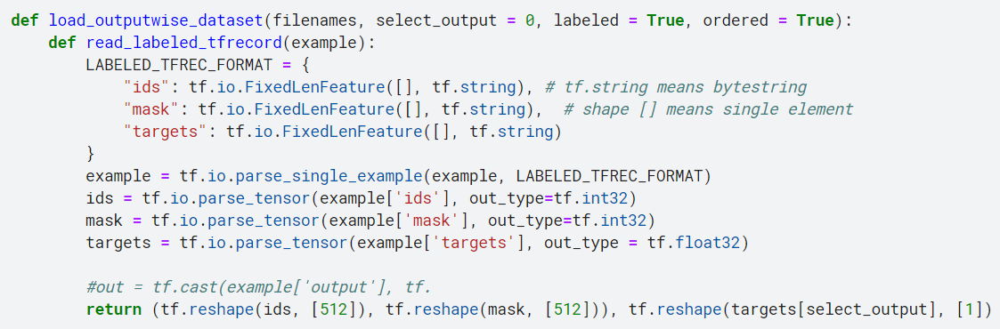 def load_outputwise_dataset(filenames, select_output = 0, labeled = True, ordered = True):
    def read_labeled_tfrecord(example):
        LABELED_TFREC_FORMAT = {
            "ids": tf.io.FixedLenFeature([], tf.string), # tf.string means bytestring
            "mask": tf.io.FixedLenFeature([], tf.string),  # shape [] means single element
            "targets": tf.io.FixedLenFeature([], tf.string)
        }
        example = tf.io.parse_single_example(example, LABELED_TFREC_FORMAT)
        ids = tf.io.parse_tensor(example['ids'], out_type=tf.int32)
        mask = tf.io.parse_tensor(example['mask'], out_type=tf.int32)
        targets = tf.io.parse_tensor(example['targets'], out_type = tf.float32)

        #out = tf.cast(example['output'], tf.
        return (tf.reshape(ids, [512]), tf.reshape(mask, [512])), tf.reshape(targets[select_output], [1])